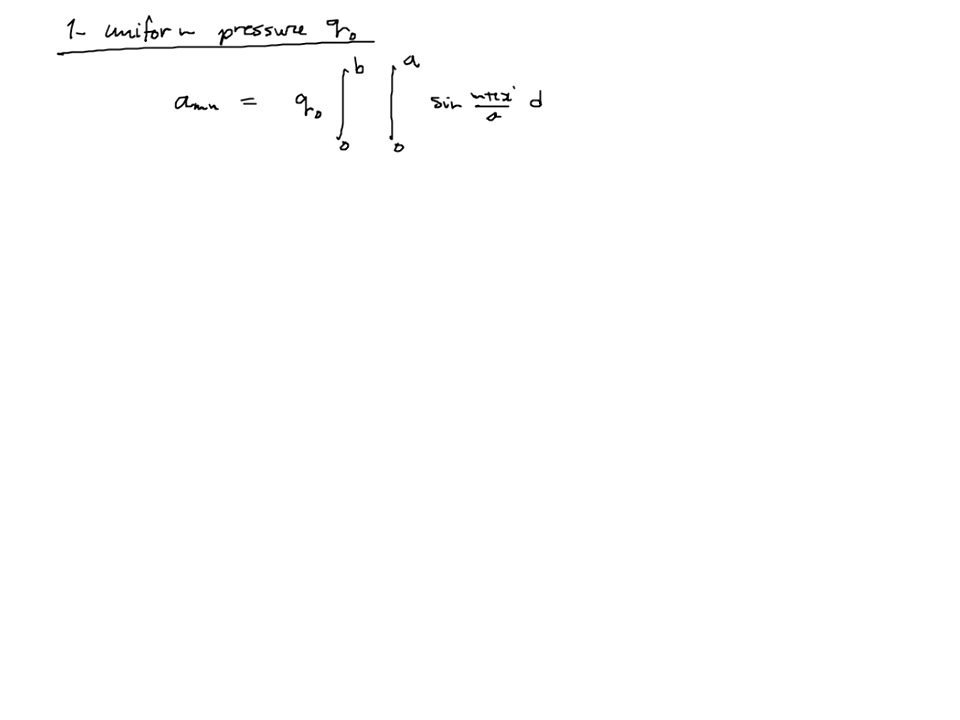 1- uniform pressure q₀
aₘₙ = q₀ ∫₀ᵇ ∫₀ᵃ sin mπx/a d